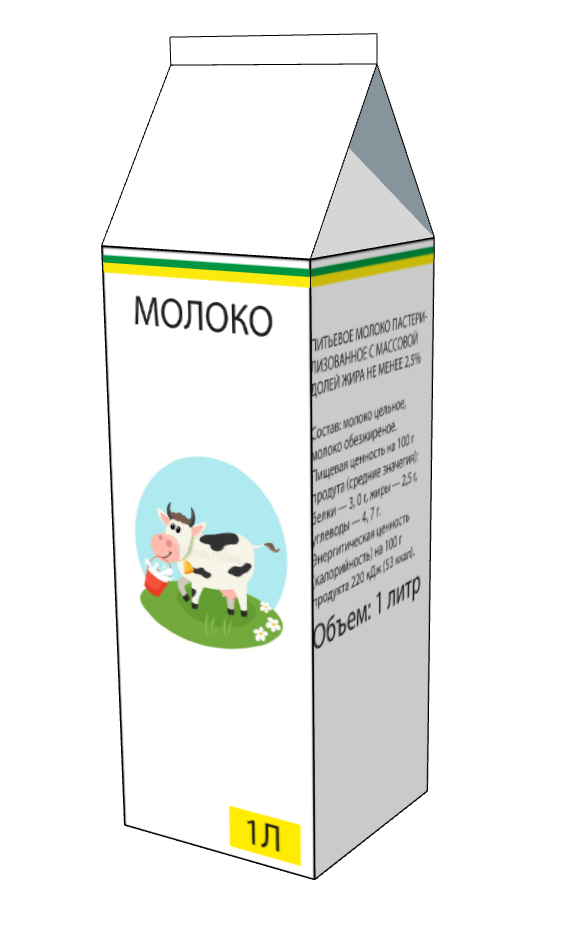 МОЛОКО
1Л
ПИТЬЕВОЕ МОЛОКО ПАСТЕРИ-
ЛИЗОВАННОЕ С МАССОВОЙ
ДОЛЕЙ ЖИРА НЕ МЕНЕЕ 2,5%
Состав: молоко цельное,
молоко обезжиреное.
Пищевая ценность на 100 г
продута (средние значегия):
белки — 3, 0 г, жиры — 2,5 г,
углеводы — 4, 7 г.
Энергитическая ценность
(калорийность) на 100 г
продукта 220 кДж (53 ккал).
Объем: 1 литр